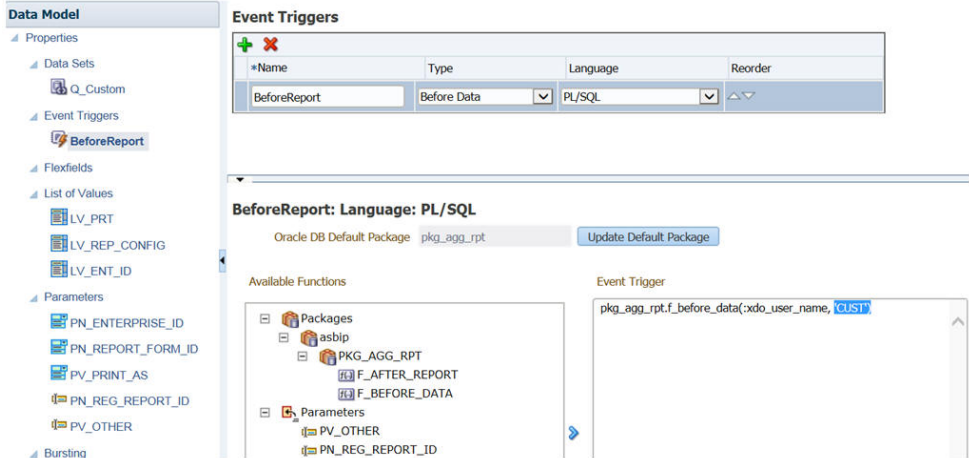 Data Model
Properties
Data Sets
Q_Custom
Event Triggers
BeforeReport
Flexfields
List of Values
LV_PRT
LV_REP_CONFIG
LV_ENT_ID
Parameters
PN_ENTERPRISE_ID
PN_REPORT_FORM_ID
PV_PRINT_AS
PN_REG_REPORT_ID
PV_OTHER
Bursting
Event Triggers
*Name Type Language Reorder
BeforeReport Before Data PL/SQL
BeforeReport: Language: PL/SQL
Oracle DB Default Package pkg_agg_rpt Update Default Package
Available Functions
Packages
asbip
PKG_AGG_RPT
F_AFTER_REPORT
F_BEFORE_DATA
Parameters
PV_OTHER
PN_REG_REPORT_ID
Event Trigger
pkg_agg_rpt.f_before_data(:xdo_user_name, 'CUST')